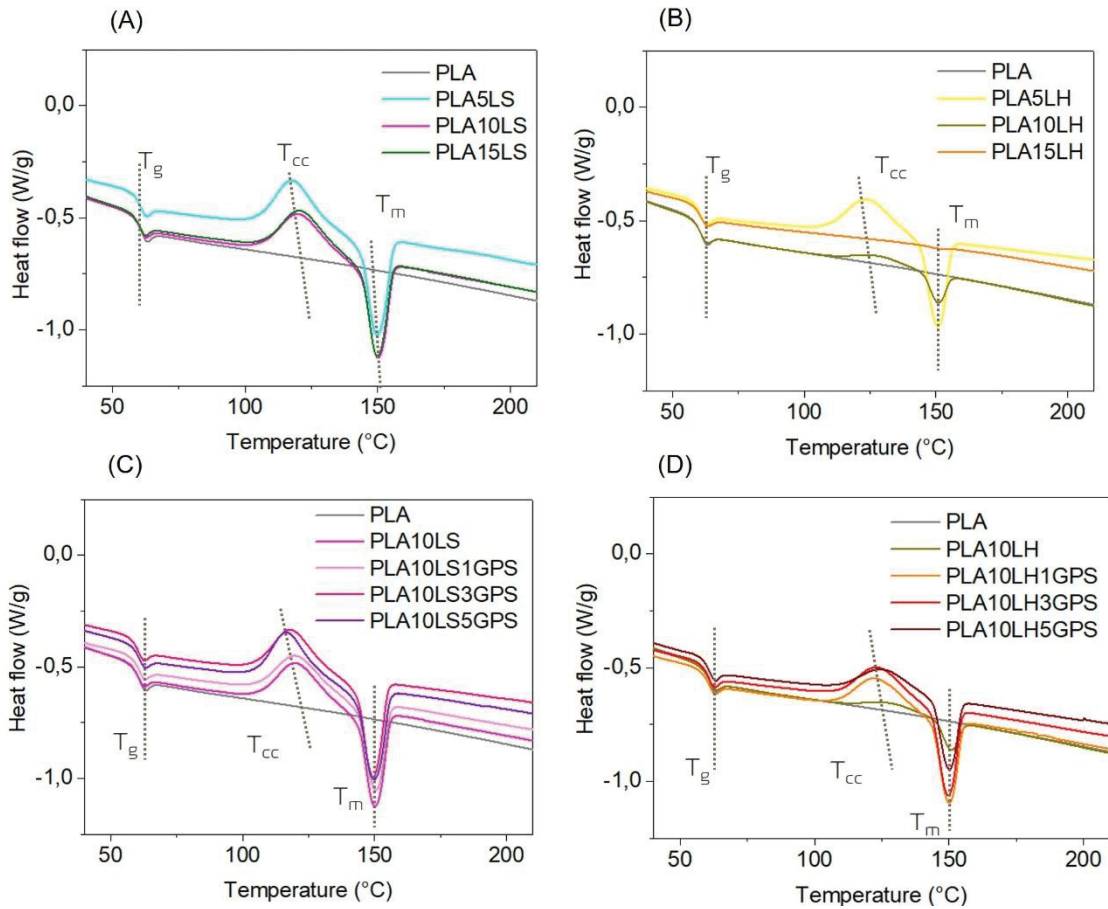 (A)
PLA
PLA5LS
PLA10LS
PLA15LS
0,0
-0,5
-1,0
Heat flow (W/g)
Tg
Tcc
Tm
50
100
150
200
Temperature (°C)
(B)
PLA
PLA5LH
PLA10LH
PLA15LH
0,0
-0,5
-1,0
Heat flow (W/g)
Tg
Tcc
Tm
50
100
150
200
Temperature (°C)
(C)
PLA
PLA10LS
PLA10LS1GPS
PLA10LS3GPS
PLA10LS5GPS
0,0
-0,5
-1,0
Heat flow (W/g)
Tg
Tcc
Tm
50
100
150
200
Temperature (°C)
(D)
PLA
PLA10LH
PLA10LH1GPS
PLA10LH3GPS
PLA10LH5GPS
0,0
-0,5
-1,0
Heat flow (W/g)
Tg
Tcc
Tm
50
100
150
200
Temperature (°C)